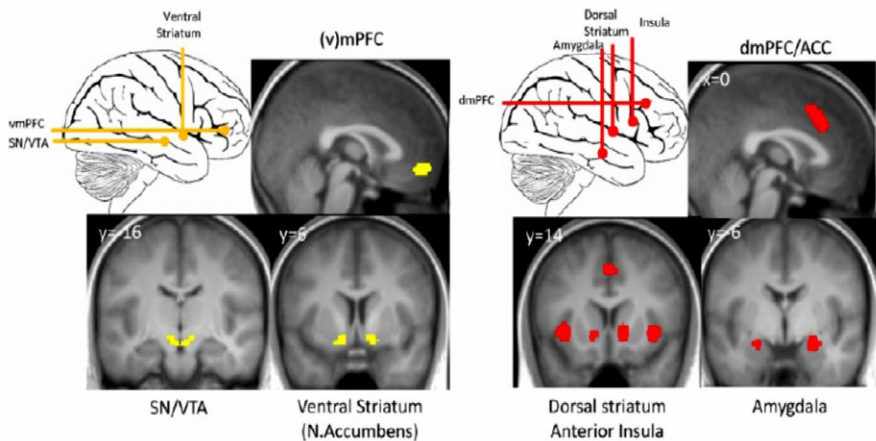 Ventral
Striatum
(v)mPFC
vmPFC
SN/VTA
y=-16
y=6
SN/VTA
Ventral Striatum
(N.Accumbens)
Dorsal
Striatum
Insula
Amygdala
dmPFC/ACC
dmPFC
x=0
y=14
y=-6
Dorsal striatum
Anterior Insula
Amygdala